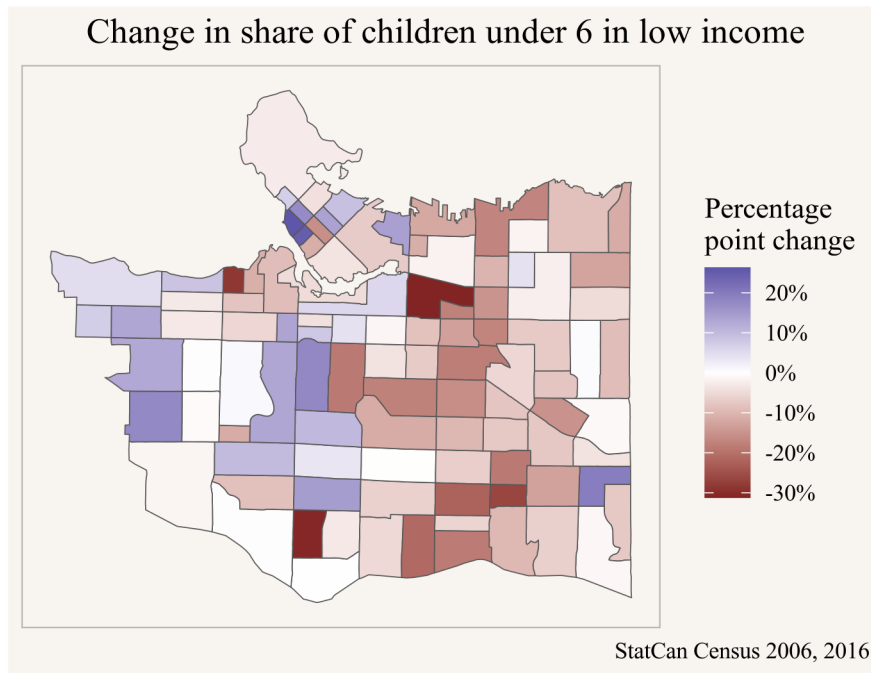 Change in share of children under 6 in low income
Percentage
point change
20%
10%
0%
-10%
-20%
-30%
StatCan Census 2006, 2016